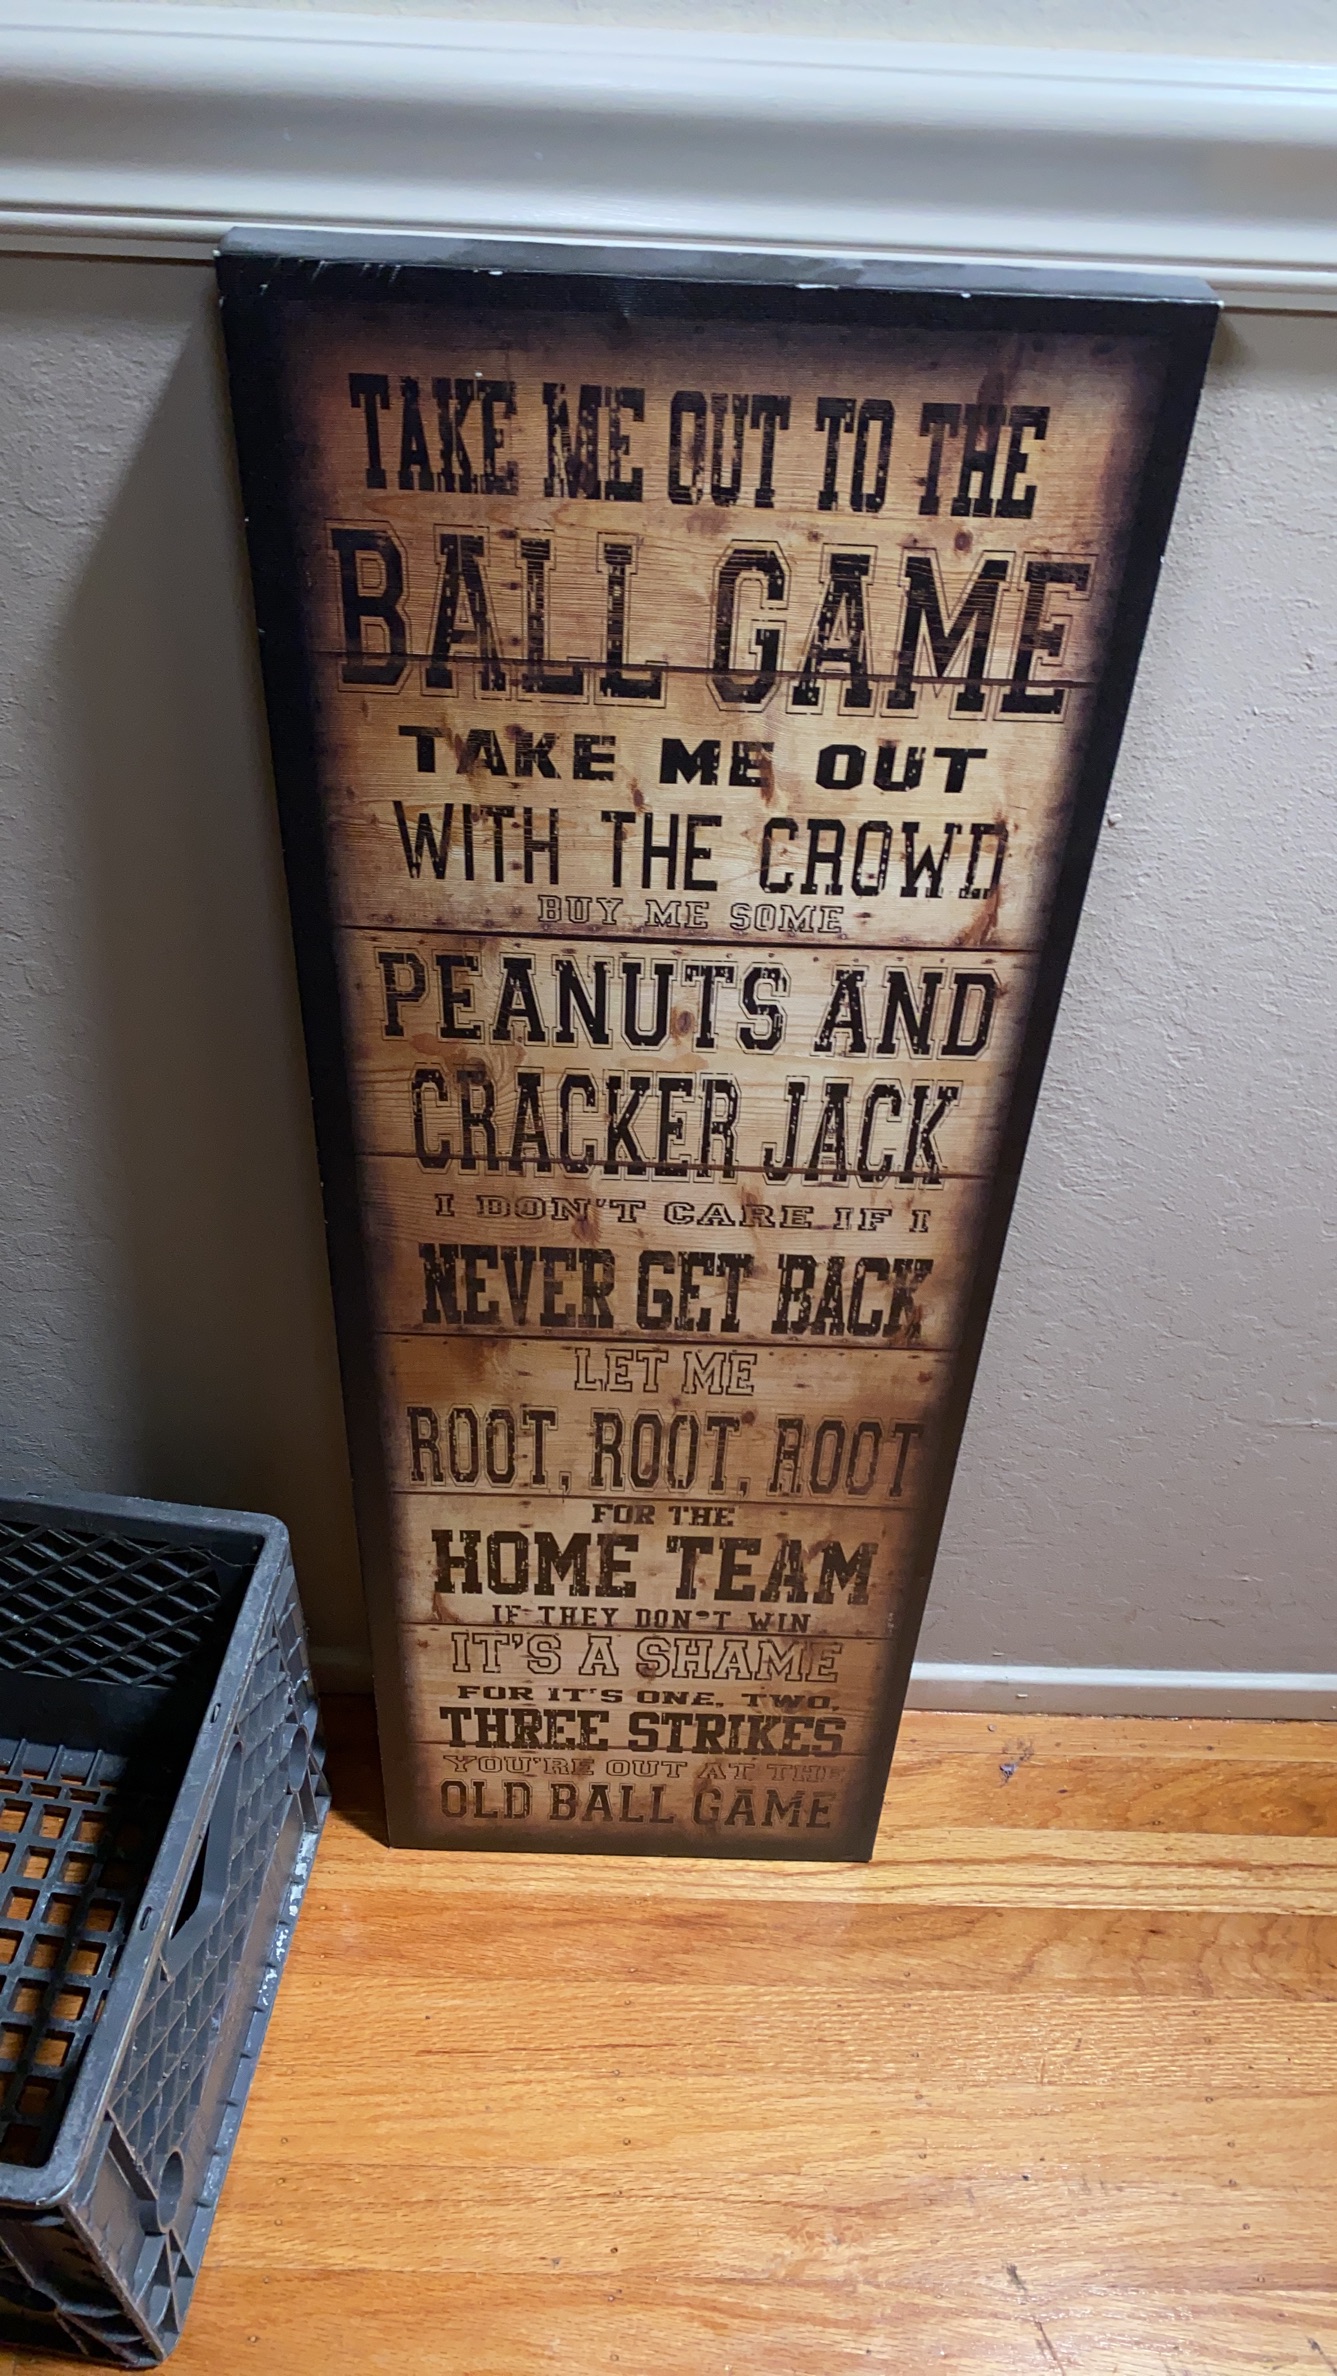 TAKE ME OUT TO THE
BALL GAME
TAKE ME OUT
WITH THE CROWD
BUY ME SOME
PEANUTS AND
CRACKER JACK
I DON'T CARE IF I
NEVER GET BACK
LET ME
ROOT, ROOT, ROOT
FOR THE
HOME TEAM
IF THEY DON'T WIN
IT'S A SHAME
FOR IT'S ONE, TWO,
THREE STRIKES
YOU'RE OUT AT THE
OLD BALL GAME